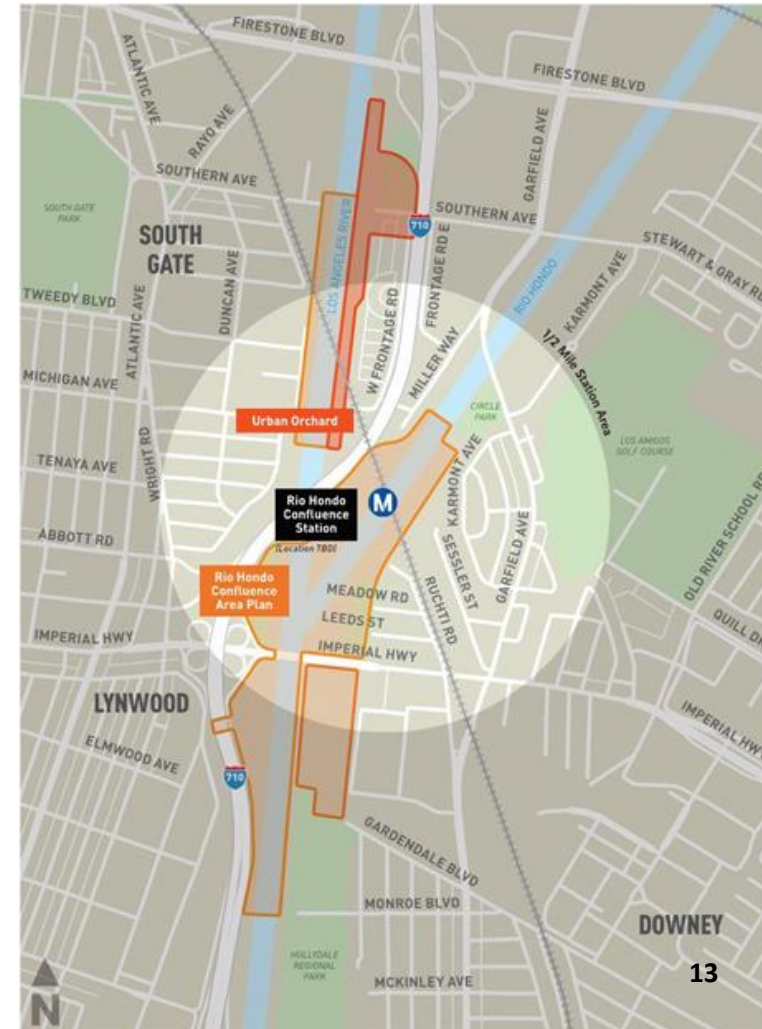 FIRESTONE BLVD
FIRESTONE BLVD
ATLANTIC AVE
RAYO AVE
GARFIELD AVE
SOUTHERN AVE
SOUTH GATE
PARK
SOUTH
GATE
LOS ANGELES RIVER
710
SOUTHERN AVE
STEWART & GRAY RD
DUNCAN AVE
FRONTAGE RD E
RIO HONDO
KARMONT AVE
TWEEDY BLVD
ATLANTIC AVE
W FRONTAGE RD
MILLER WAY
1/2 Mile Station Area
MICHIGAN AVE
Urban Orchard
CIRCLE
PARK
LOS AMIGOS
GOLF COURSE
TENAYA AVE
WRIGHT RD
KARMONT AVE
Rio Hondo
Confluence
Station
(Location TBD)
M
OLD RIVER SCHOOL RD
ABBOTT RD
SESSLER ST
GARFIELD AVE
Rio Hondo
Confluence
Area Plan
MEADOW RD
RUCHTI RD
LEEDS ST
QUILL DR
IMPERIAL HWY
IMPERIAL HWY
LYNWOOD
IMPERIAL HWY
ELMWOOD AVE
710
GARDENDALE BLVD
MONROE BLVD
DOWNEY
HOLLYDALE
REGIONAL
PARK
13
MCKINLEY AVE
N